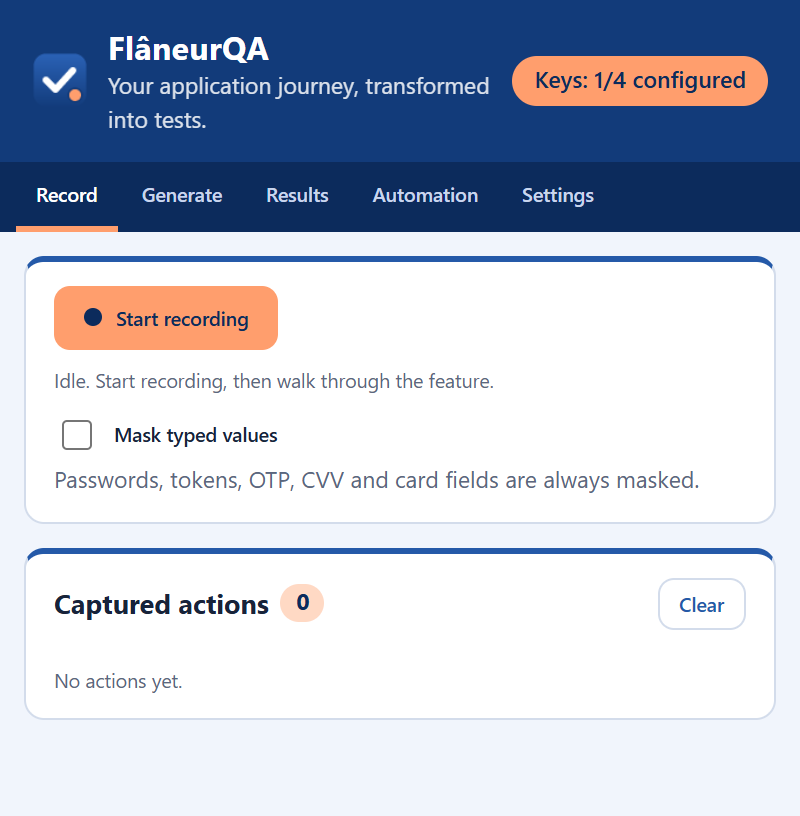 FlâneurQA
Your application journey, transformed
into tests.
Keys: 1/4 configured
Record
Generate
Results
Automation
Settings
Start recording
Idle. Start recording, then walk through the feature.
Mask typed values
Passwords, tokens, OTP, CVV and card fields are always masked.
Captured actions 0
Clear
No actions yet.